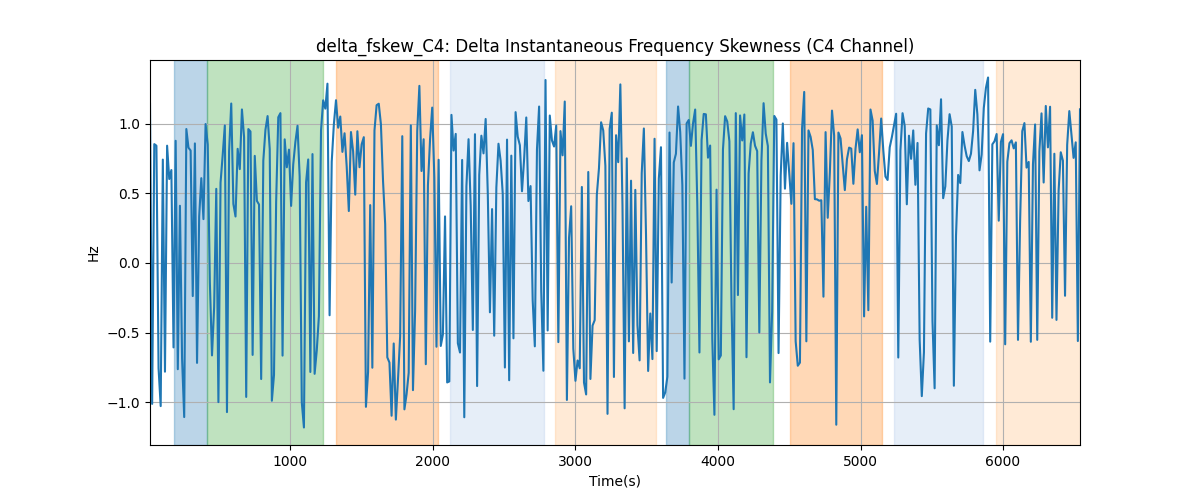 delta_fskew_C4: Delta Instantaneous Frequency Skewness (C4 Channel)
Hz
1.0
0.5
0.0
−0.5
−1.0
1000 2000 3000 4000 5000 6000
Time(s)